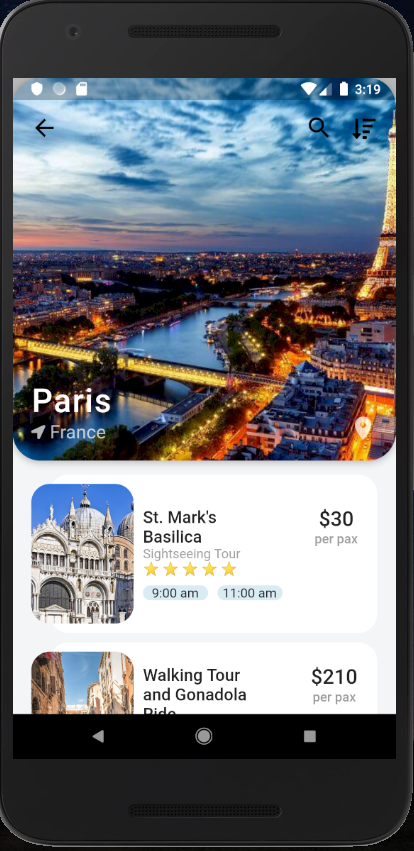 3:19
Paris
France
St. Mark's
Basilica
$30
per pax
Sightseeing Tour
9:00 am 11:00 am
Walking Tour
and Gonadola
Ride
$210
per pax